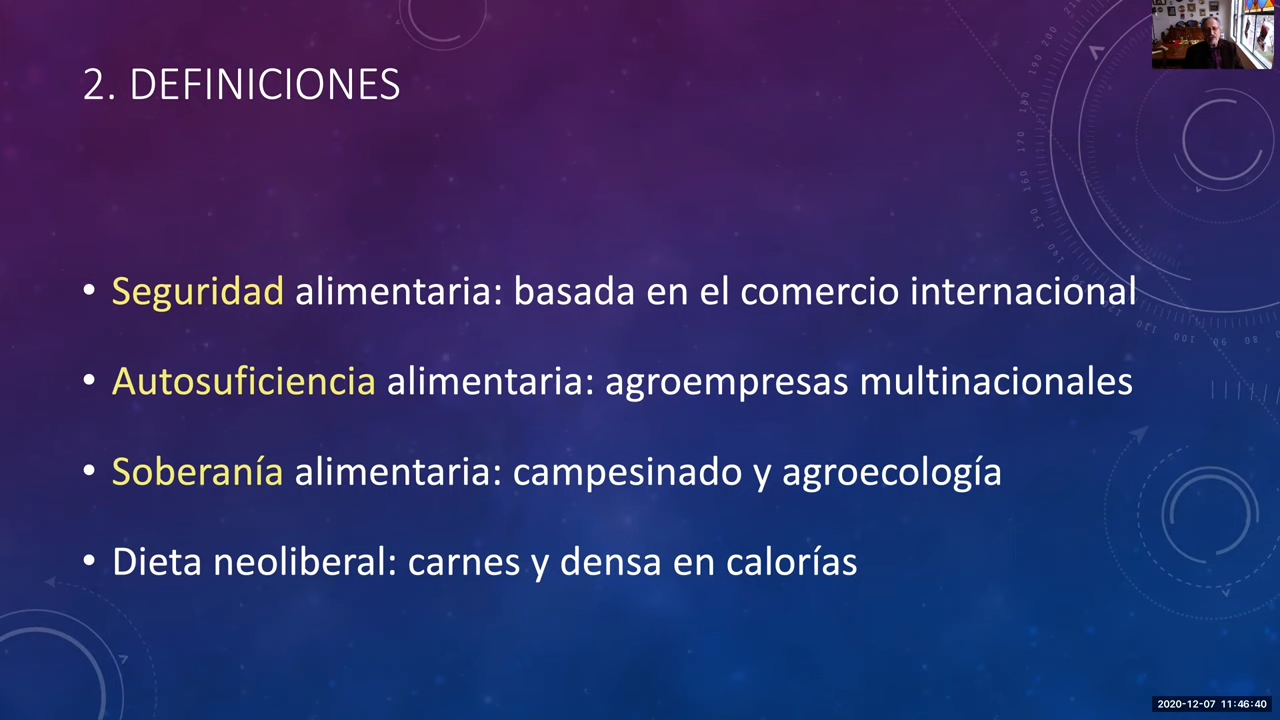 2. DEFINICIONES
• Seguridad alimentaria: basada en el comercio internacional
• Autosuficiencia alimentaria: agroempresas multinacionales
• Soberanía alimentaria: campesinado y agroecología
• Dieta neoliberal: carnes y densa en calorías
2020-12-07 11:46:40